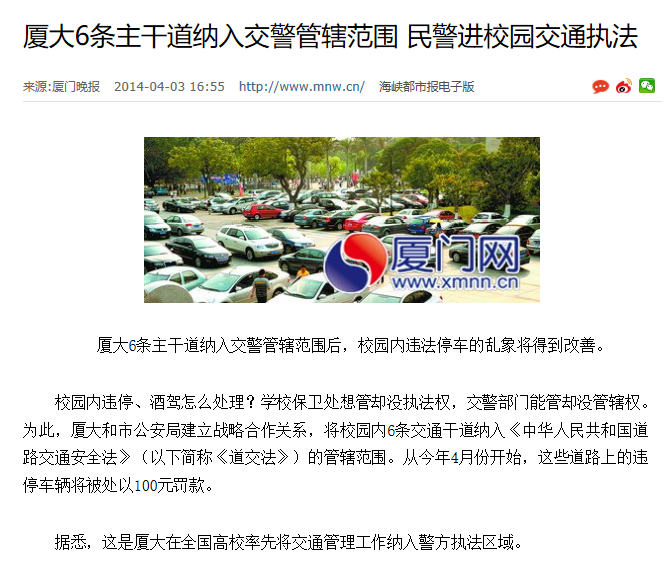 厦大6条主干道纳入交警管辖范围 民警进校园交通执法
来源:厦门晚报 2014-04-03 16:55 http://www.mnw.cn/ 海峡都市报电子版
厦门网
www.xmnn.cn
厦大6条主干道纳入交警管辖范围后，校园内违法停车的乱象将得到改善。
校园内违停、酒驾怎么处理？学校保卫处想管却没执法权，交警部门能管却没管辖权。
为此，厦大和市公安局建立战略合作关系，将校园内6条交通干道纳入《中华人民共和国道
路交通安全法》（以下简称《道交法》）的管辖范围。从今年4月份开始，这些道路上的违
停车辆将被处以100元罚款。
据悉，这是厦大在全国高校率先将交通管理工作纳入警方执法区域。